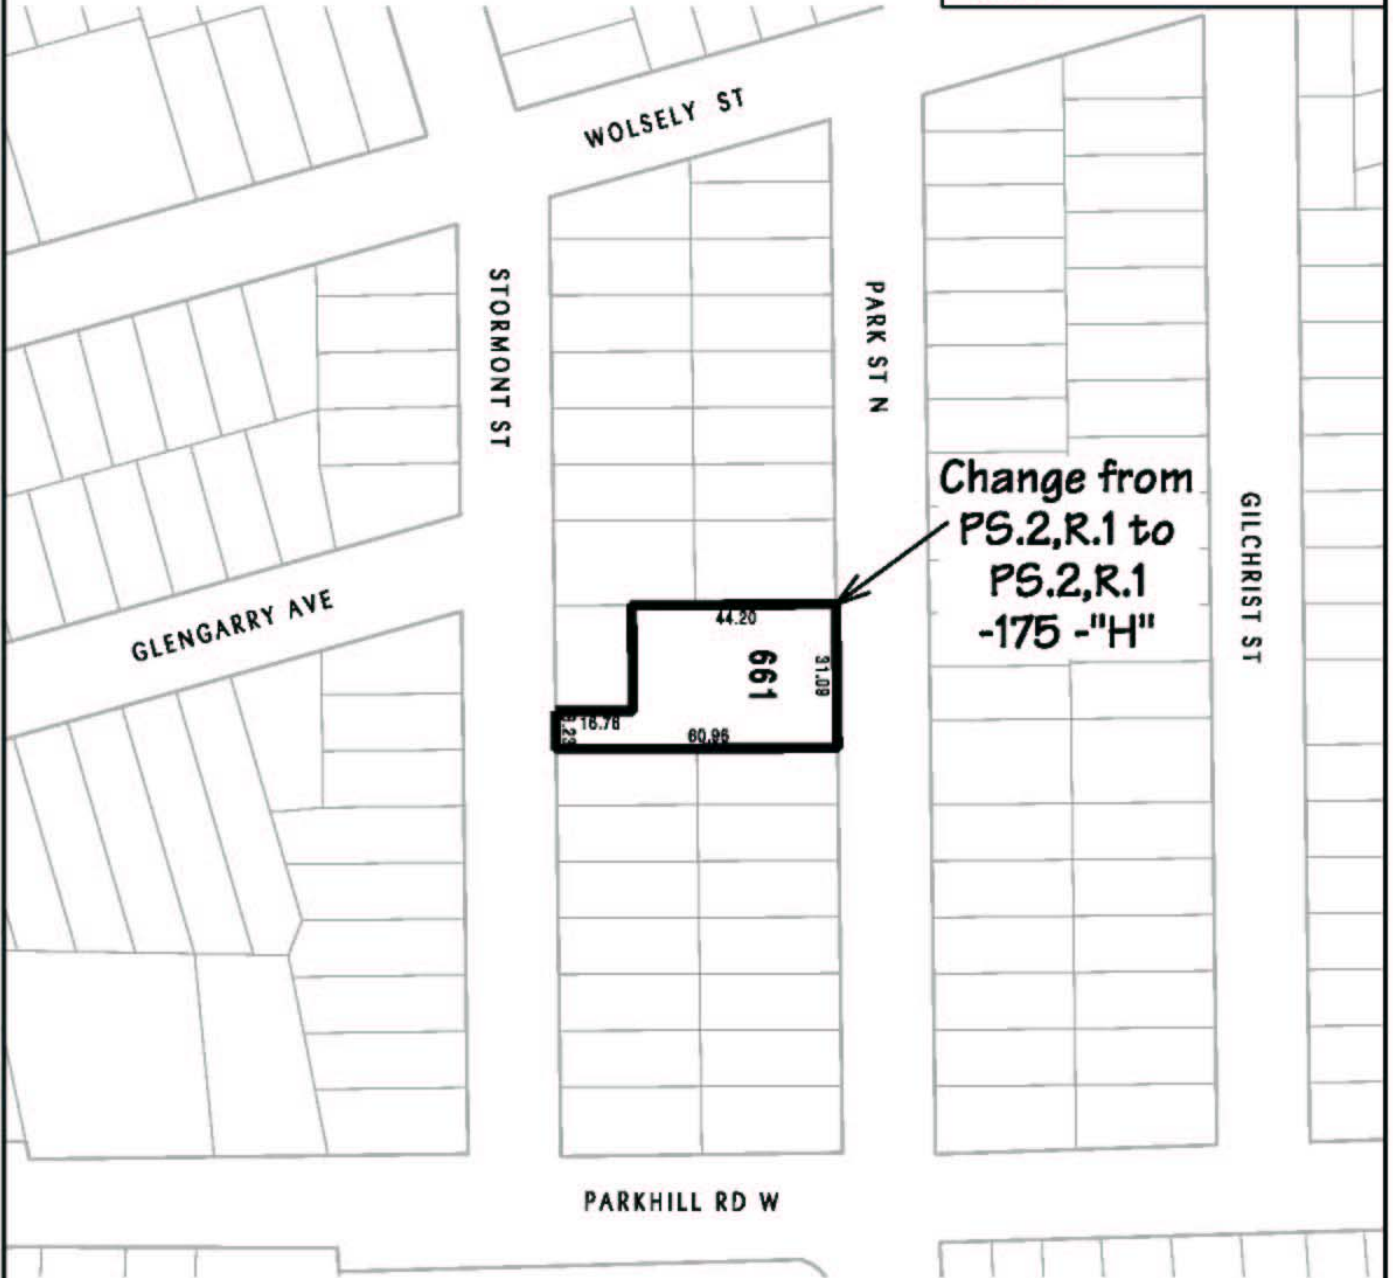 WOLSELY ST
STORMONT ST
PARK ST N
Change from
PS.2,R.1 to
PS.2,R.1
-175 -"H"
GILCHRIST ST
GLENGARRY AVE
44.20
661
31.09
16.76
60.96
PARKHILL RD W